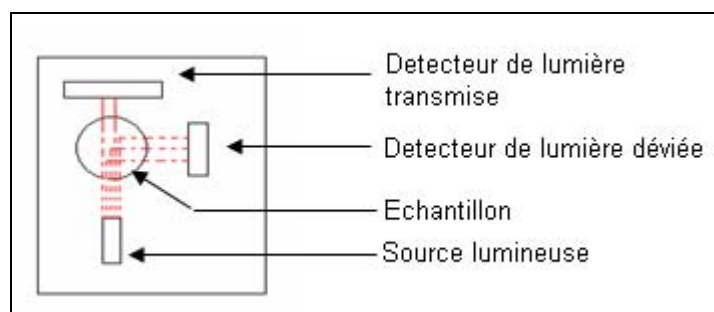 Detecteur de lumière
transmise
Detecteur de lumière déviée
Echantillon
Source lumineuse